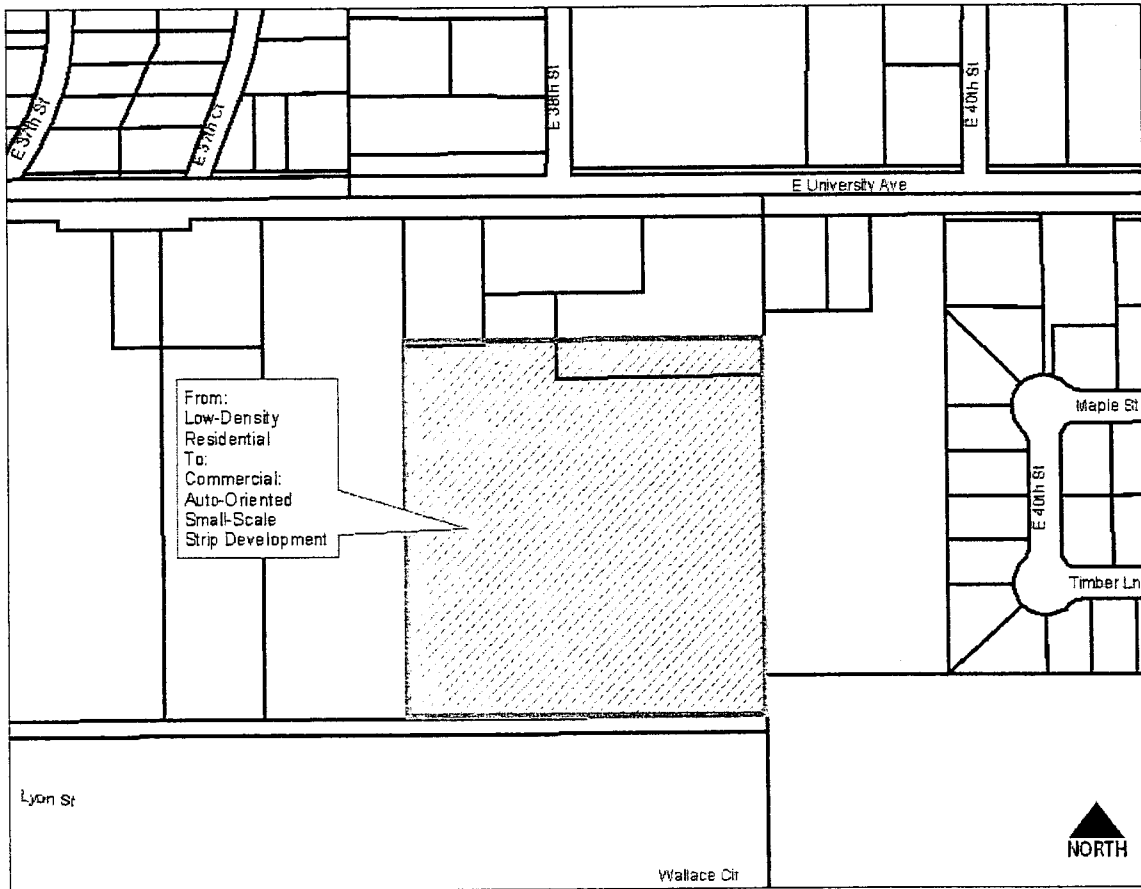 E 37th St
E 37th Ct
E 38th St
E 40th St
E University Ave
From:
Low-Density
Residential
To:
Commercial:
Auto-Oriented
Small-Scale
Strip Development
Maple St
E 40th St
Timber Ln
Lyon St
NORTH
Wallace Cir